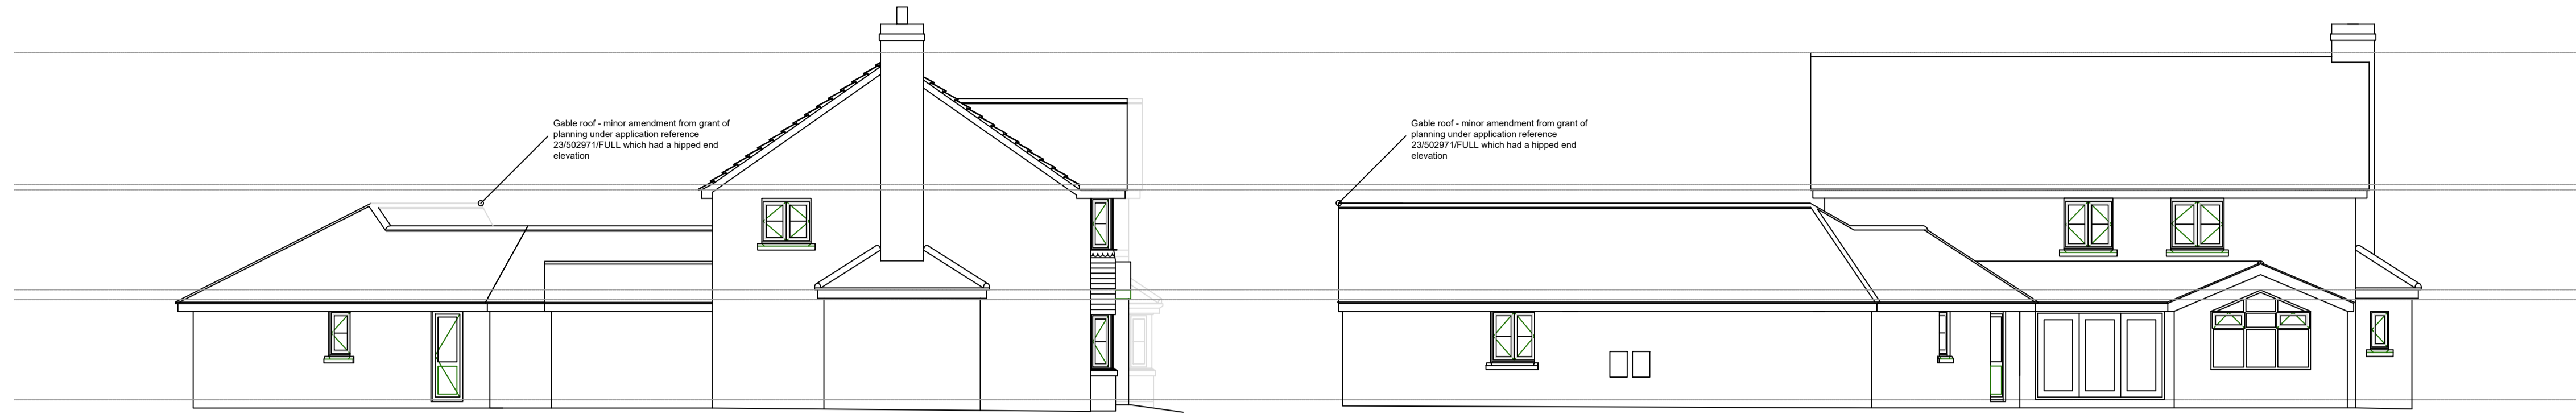 Gable roof - minor amendment from grant of
planning under application reference
23/502971/FULL which had a hipped end
elevation
Gable roof - minor amendment from grant of
planning under application reference
23/502971/FULL which had a hipped end
elevation